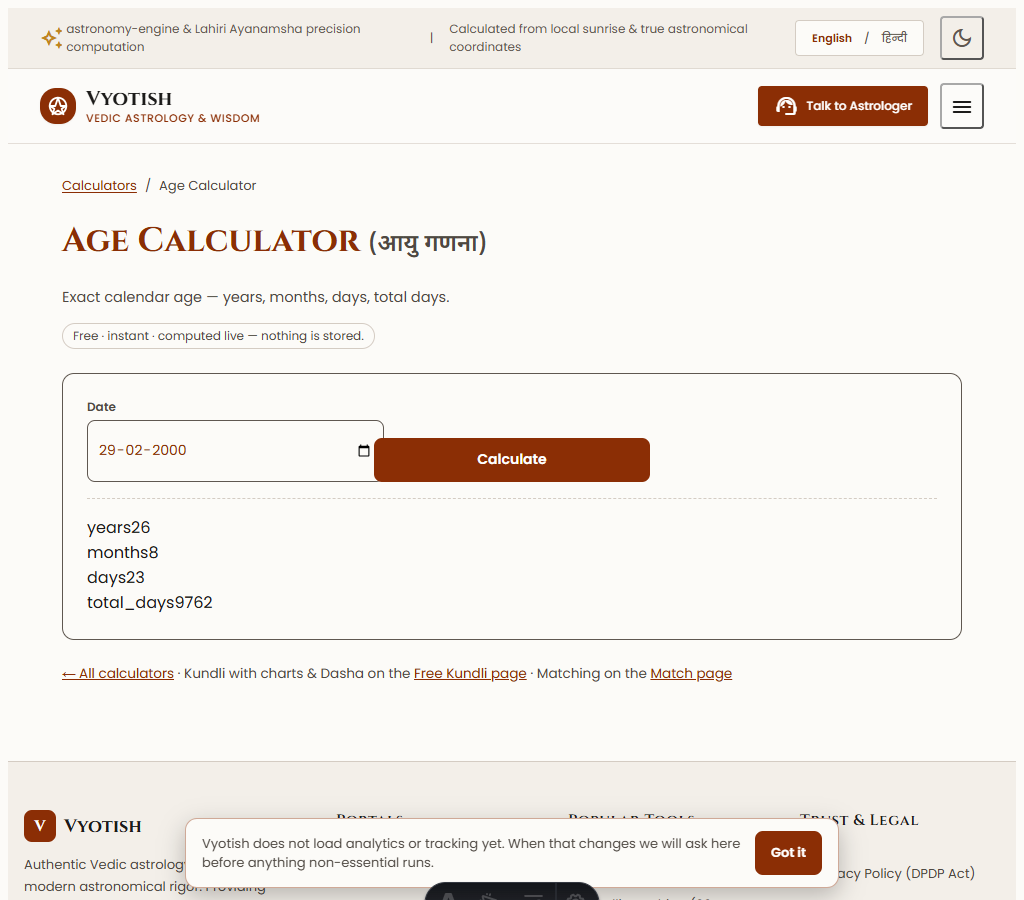 astronomy-engine & Lahiri Ayanamsha precision computation
|
Calculated from local sunrise & true astronomical coordinates
English / हिन्दी
Vyotish
VEDIC ASTROLOGY & WISDOM
Talk to Astrologer
Calculators / Age Calculator
Age Calculator (आयु गणना)
Exact calendar age — years, months, days, total days.
Free · instant · computed live — nothing is stored.
Date
29-02-2000
Calculate
years26
months8
days23
total_days9762
← All calculators · Kundli with charts & Dasha on the Free Kundli page · Matching on the Match page
V Vyotish
Portals
Popular Tools
Trust & Legal
Authentic Vedic astrology
modern astronomical rigor. Providing
acy Policy (DPDP Act)
Vyotish does not load analytics or tracking yet. When that changes we will ask here
before anything non-essential runs.
Got it